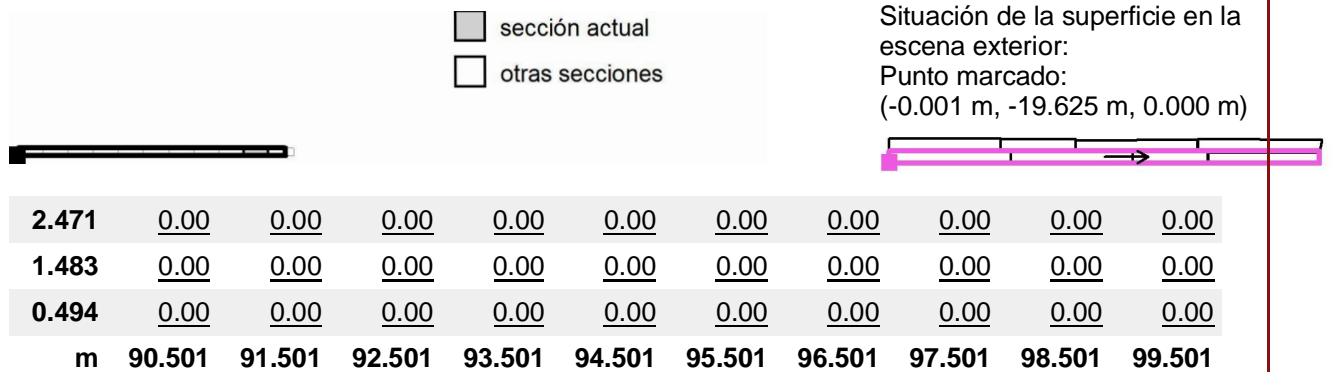 sección actual
otras secciones
Situación de la superficie en la
escena exterior:
Punto marcado:
(-0.001 m, -19.625 m, 0.000 m)
2.471 0.00 0.00 0.00 0.00 0.00 0.00 0.00 0.00 0.00 0.00
1.483 0.00 0.00 0.00 0.00 0.00 0.00 0.00 0.00 0.00 0.00
0.494 0.00 0.00 0.00 0.00 0.00 0.00 0.00 0.00 0.00 0.00
m 90.501 91.501 92.501 93.501 94.501 95.501 96.501 97.501 98.501 99.501